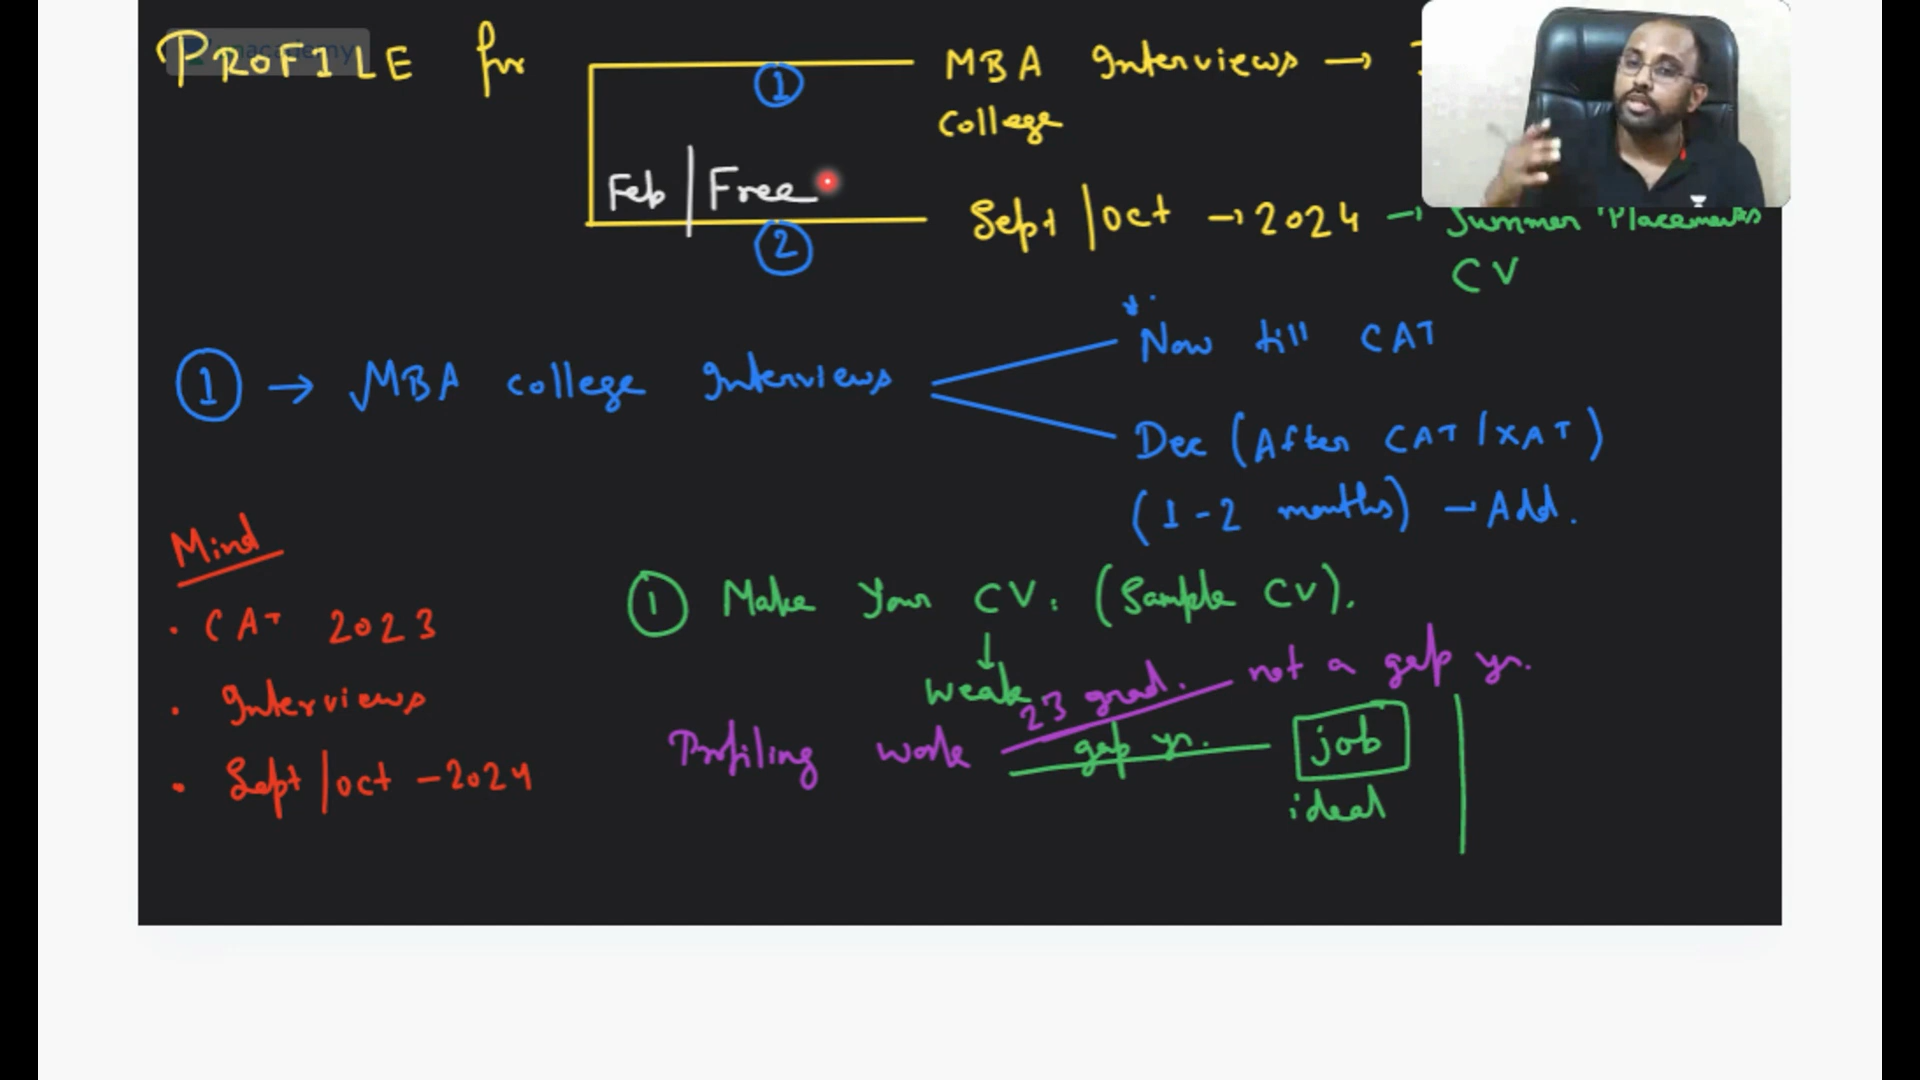 PROFILE for
① MBA Interviews →
College
Feb | Free
② Sept | Oct → 2024 → Summer Placements
CV
① → MBA college Interviews
Now till CAT
Dec (After CAT / XAT)
(1-2 months) → Add.
Mind
• CAT 2023
• Interviews
• Sept | Oct - 2024
① Make Your CV: (Sample CV).
↓
Weak
23 grad. not a gap yr.
Profiling work gap yr. job
ideal